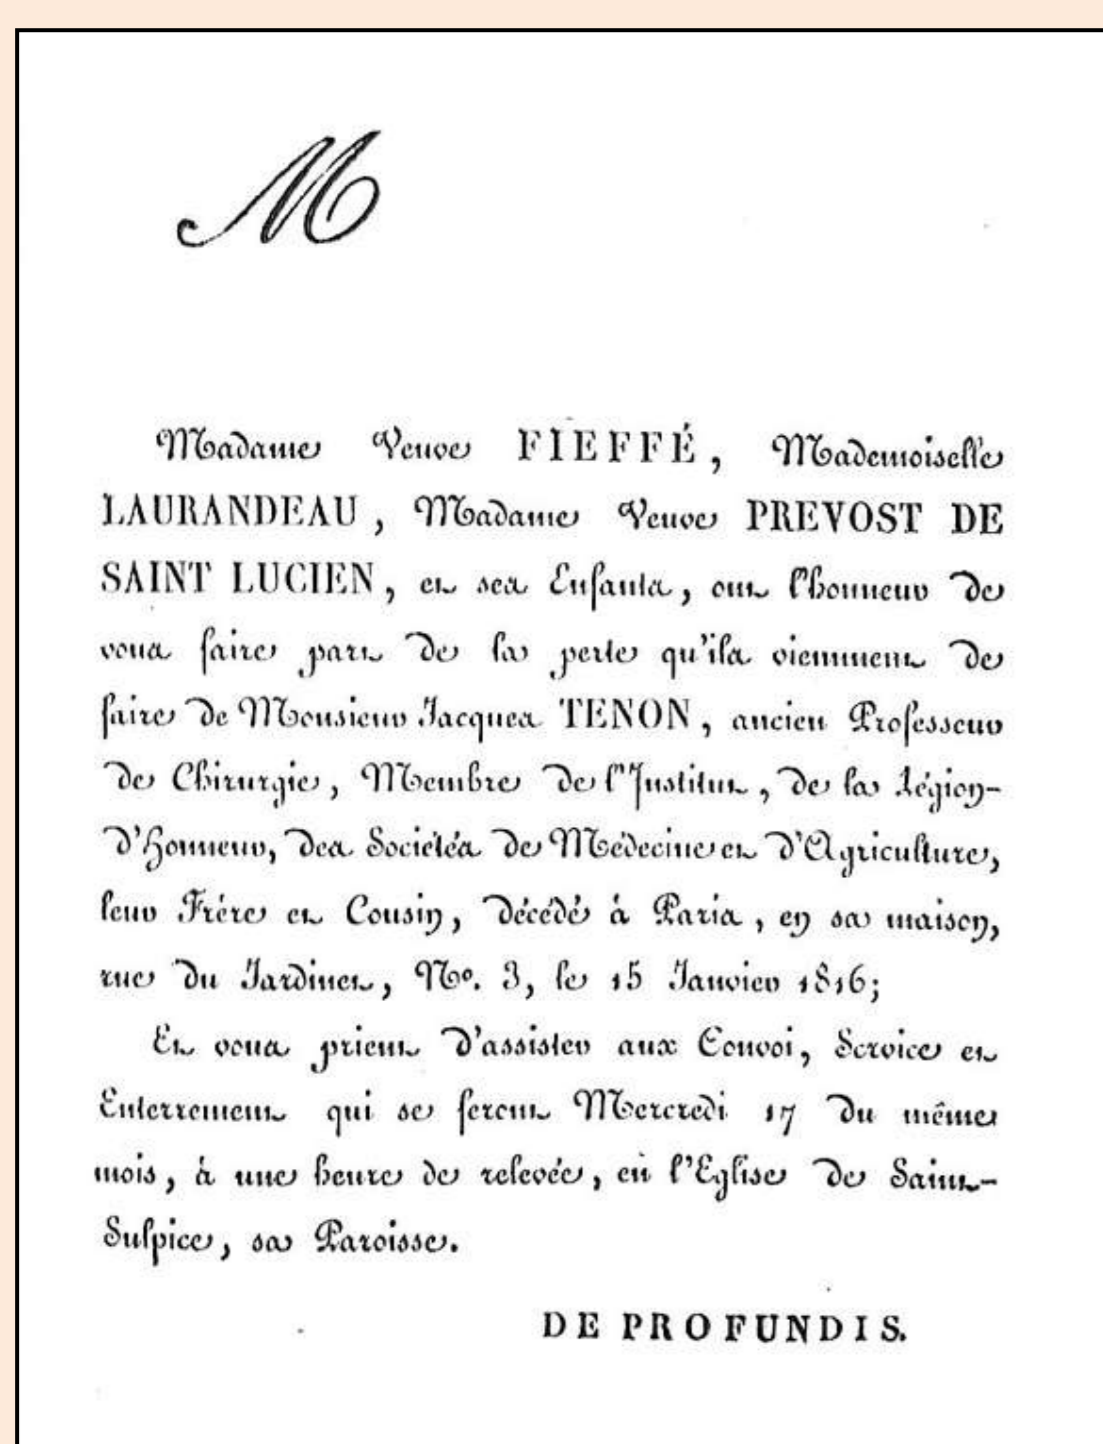 M
Madame Veuve FIEFFÉ, Mademoiselle
LAURANDEAU, Madame Veuve PREVOST DE
SAINT LUCIEN, et ses Enfants, ont l'honneur de
vous faire part de la perte qu'ils viennent de
faire de Monsieur Jacques TENON, ancien Professeur
de Chirurgie, Membre de l'Institut, de la Légion-
d'Honneur, des Sociétés de Médecine et d'Agriculture,
leur Frère et Cousin, décédé à Paris, en sa maison,
rue du Jardinet, No. 3, le 15 Janvier 1816;
Et vous prient d'assister aux Convoi, Service et
Enterrement qui se feront Mercredi 17 du même
mois, à une heure de relevée, en l'Eglise de Saint-
Sulpice, sa Paroisse.
DE PROFUNDIS.